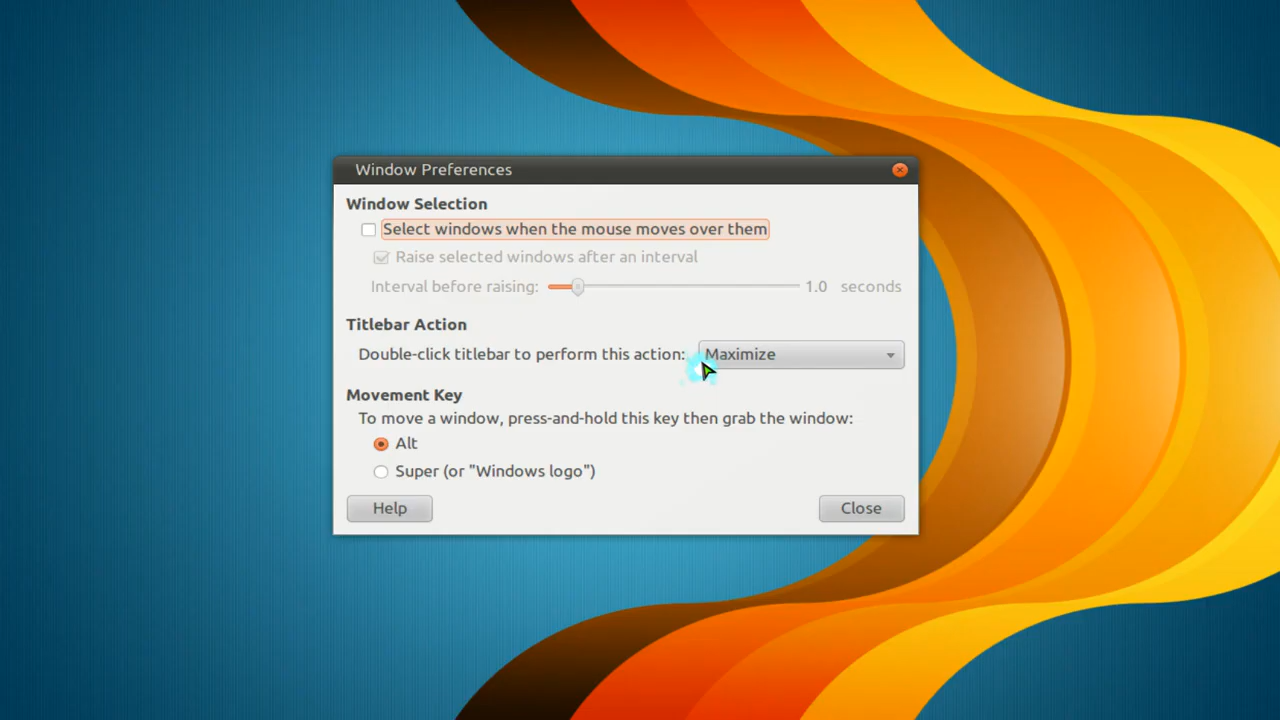 Window Preferences
Window Selection
Select windows when the mouse moves over them
Raise selected windows after an interval
Interval before raising: 1.0 seconds
Titlebar Action
Double-click titlebar to perform this action: Maximize
Movement Key
To move a window, press-and-hold this key then grab the window:
Alt
Super (or "Windows logo")
Help Close